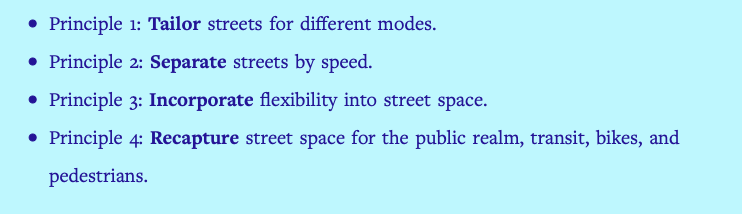 • Principle 1: Tailor streets for different modes.
• Principle 2: Separate streets by speed.
• Principle 3: Incorporate flexibility into street space.
• Principle 4: Recapture street space for the public realm, transit, bikes, and
pedestrians.